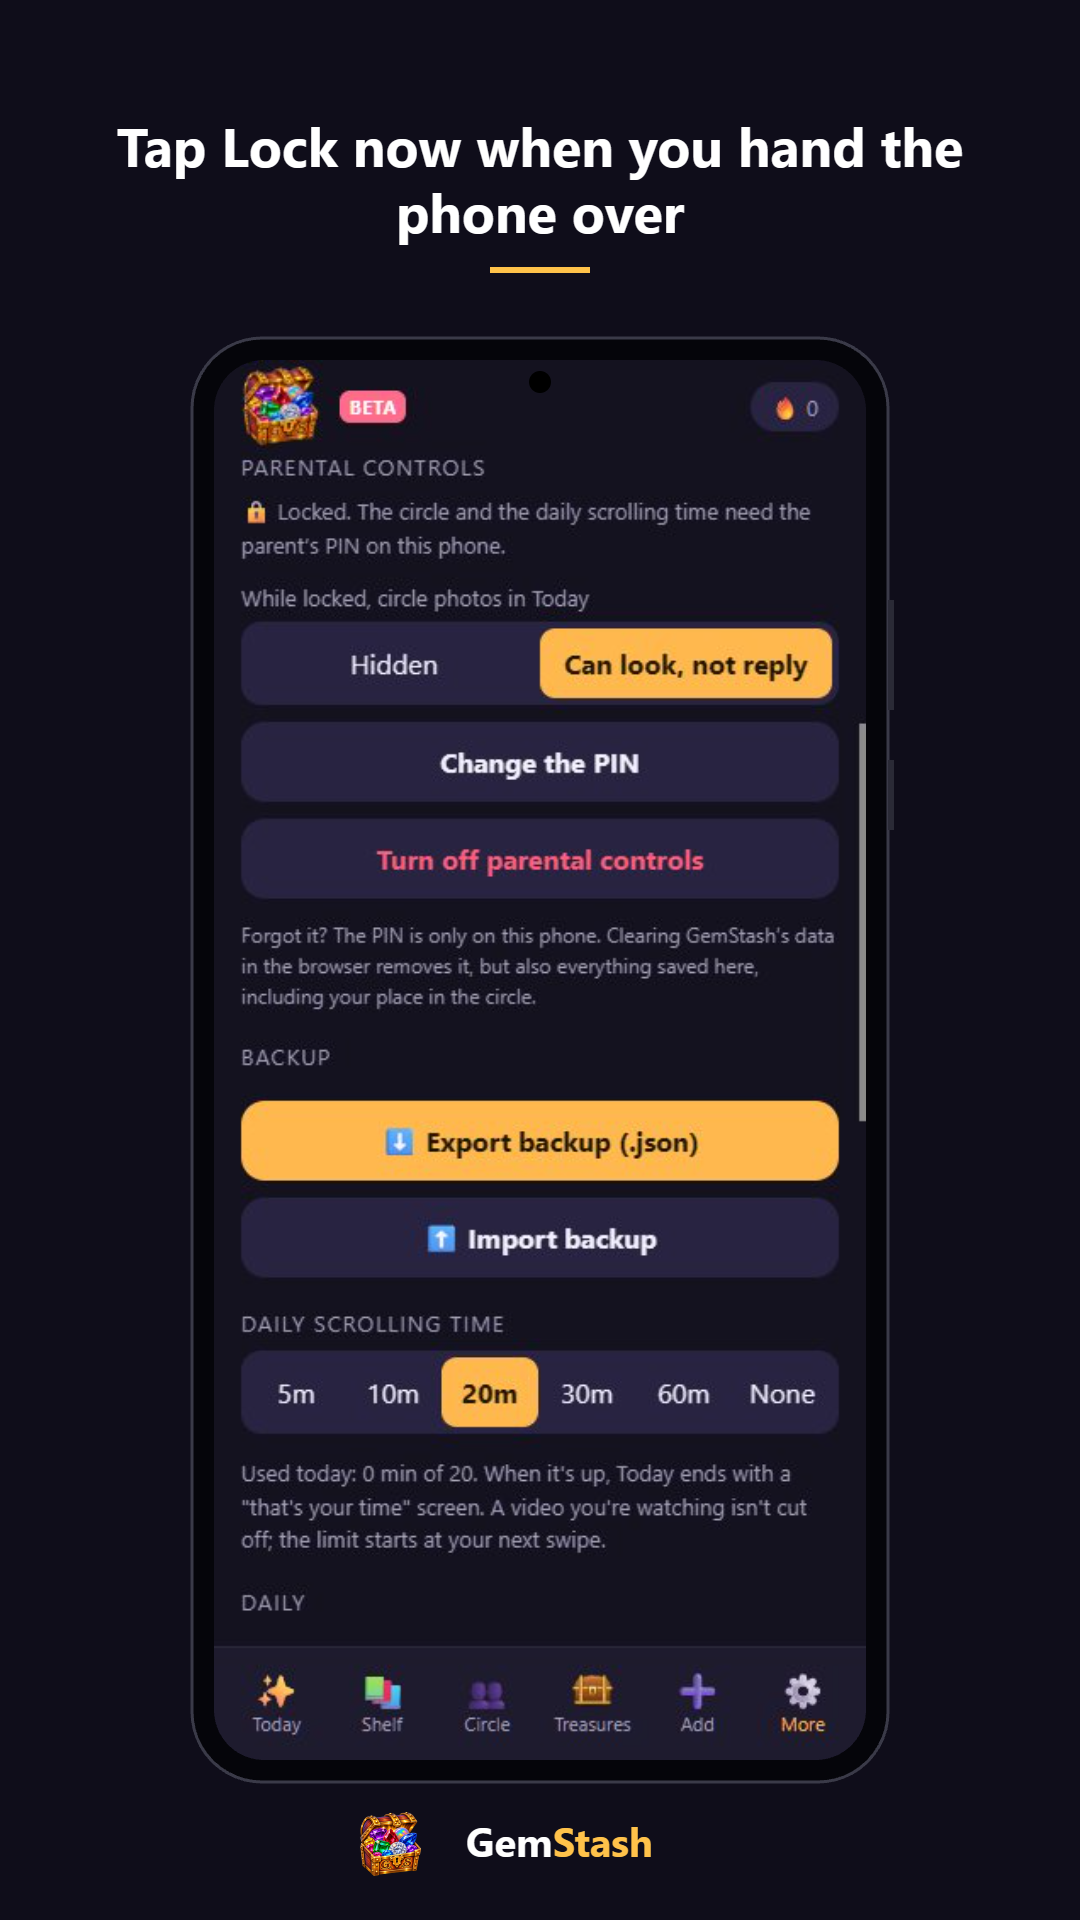 Tap Lock now when you hand the
phone over
BETA
🔥 0
PARENTAL CONTROLS
🔒 Locked. The circle and the daily scrolling time need the
parent's PIN on this phone.
While locked, circle photos in Today
Hidden
Can look, not reply
Change the PIN
Turn off parental controls
Forgot it? The PIN is only on this phone. Clearing GemStash's data
in the browser removes it, but also everything saved here,
including your place in the circle.
BACKUP
⬇️ Export backup (.json)
⬆️ Import backup
DAILY SCROLLING TIME
5m 10m 20m 30m 60m None
Used today: 0 min of 20. When it's up, Today ends with a
"that's your time" screen. A video you're watching isn't cut
off; the limit starts at your next swipe.
DAILY
Today Shelf Circle Treasures Add More
GemStash